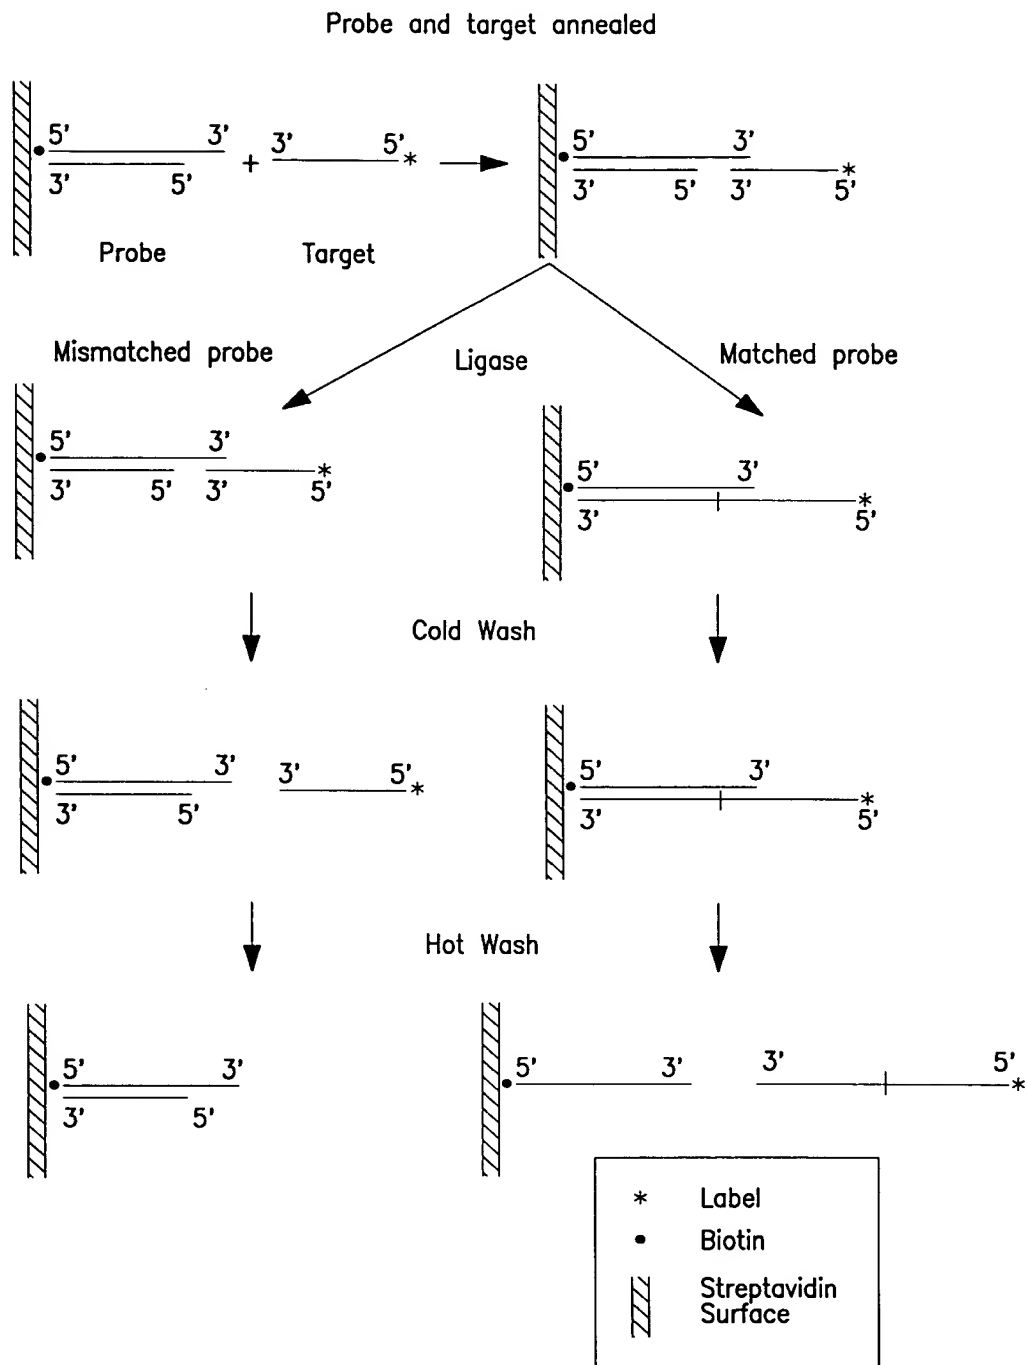 Probe and target annealed
5' 3' 3' 5' * 5' 3' *
+
3' 5' 3' 5' 3' 5'
Probe Target
Mismatched probe Ligase Matched probe
5' 3' * 5' 3' *
3' 5' 3' 5' 3' 5'
Cold Wash
5' 3' 3' 5' * 5' 3' *
3' 5' 3' 5'
Hot Wash
5' 3' 5' 3' 3' 5' *
3' 5'
* Label
Biotin
Streptavidin
Surface